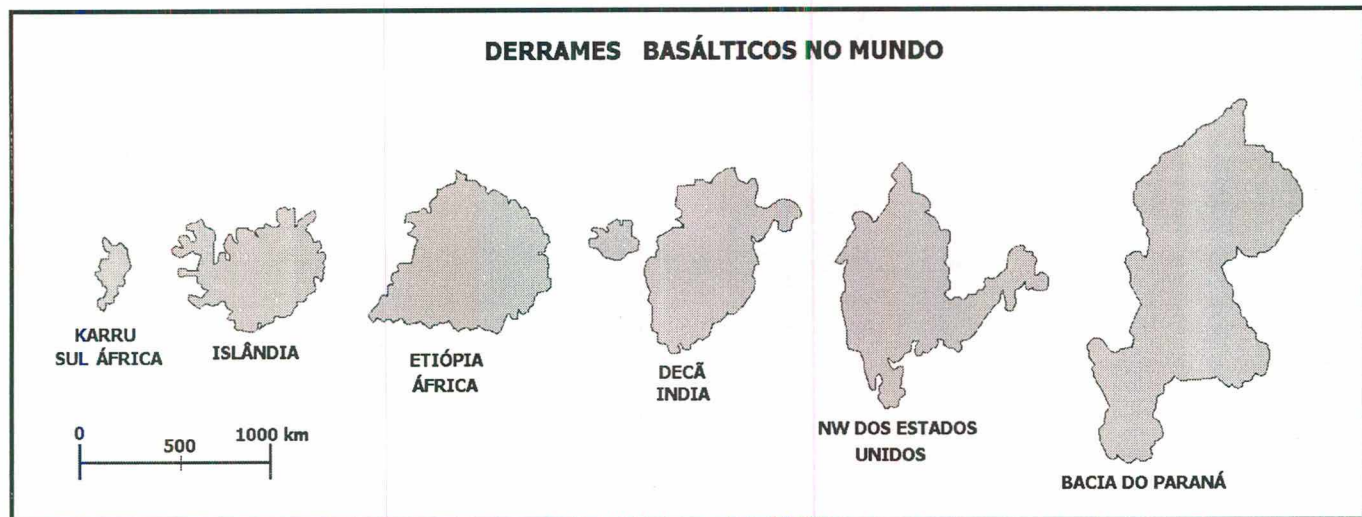 DERRAMES BASÁLTICOS NO MUNDO
KARRU
SUL ÁFRICA
ISLÂNDIA
ETIÓPIA
ÁFRICA
DECÃ
INDIA
NW DOS ESTADOS
UNIDOS
BACIA DO PARANÁ
0
500
1000 km